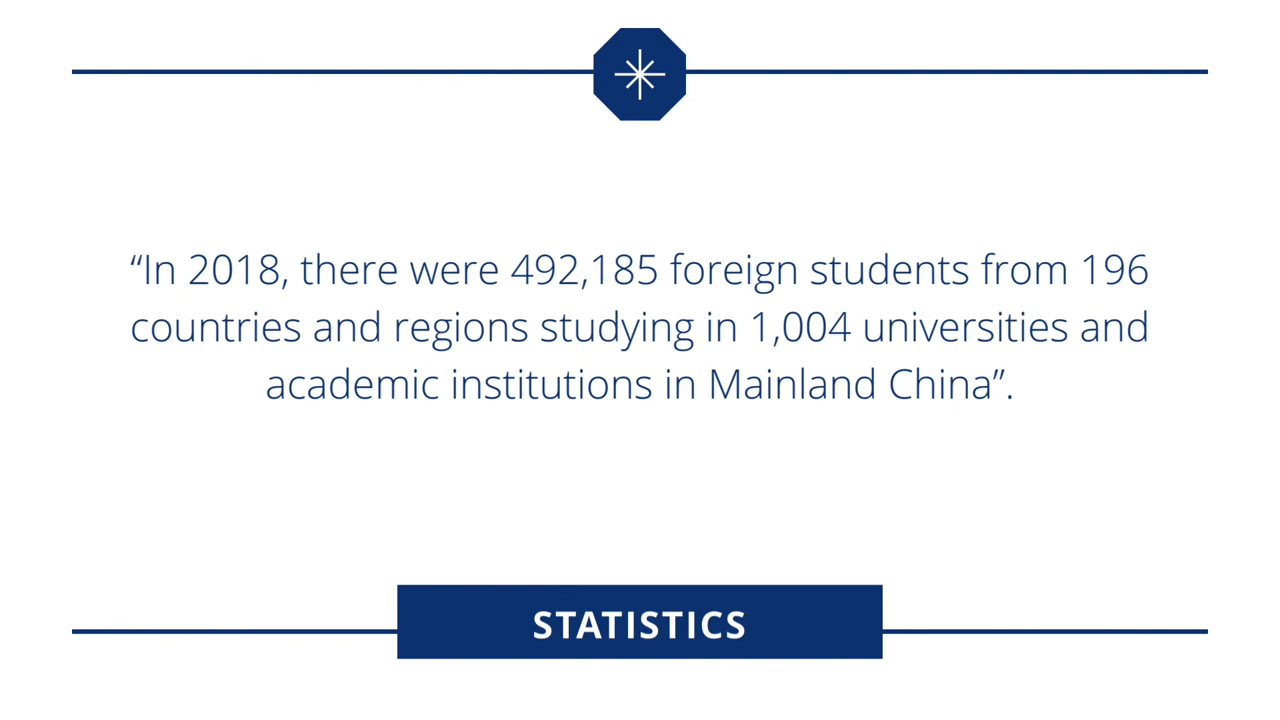 “In 2018, there were 492,185 foreign students from 196
countries and regions studying in 1,004 universities and
academic institutions in Mainland China”.
STATISTICS